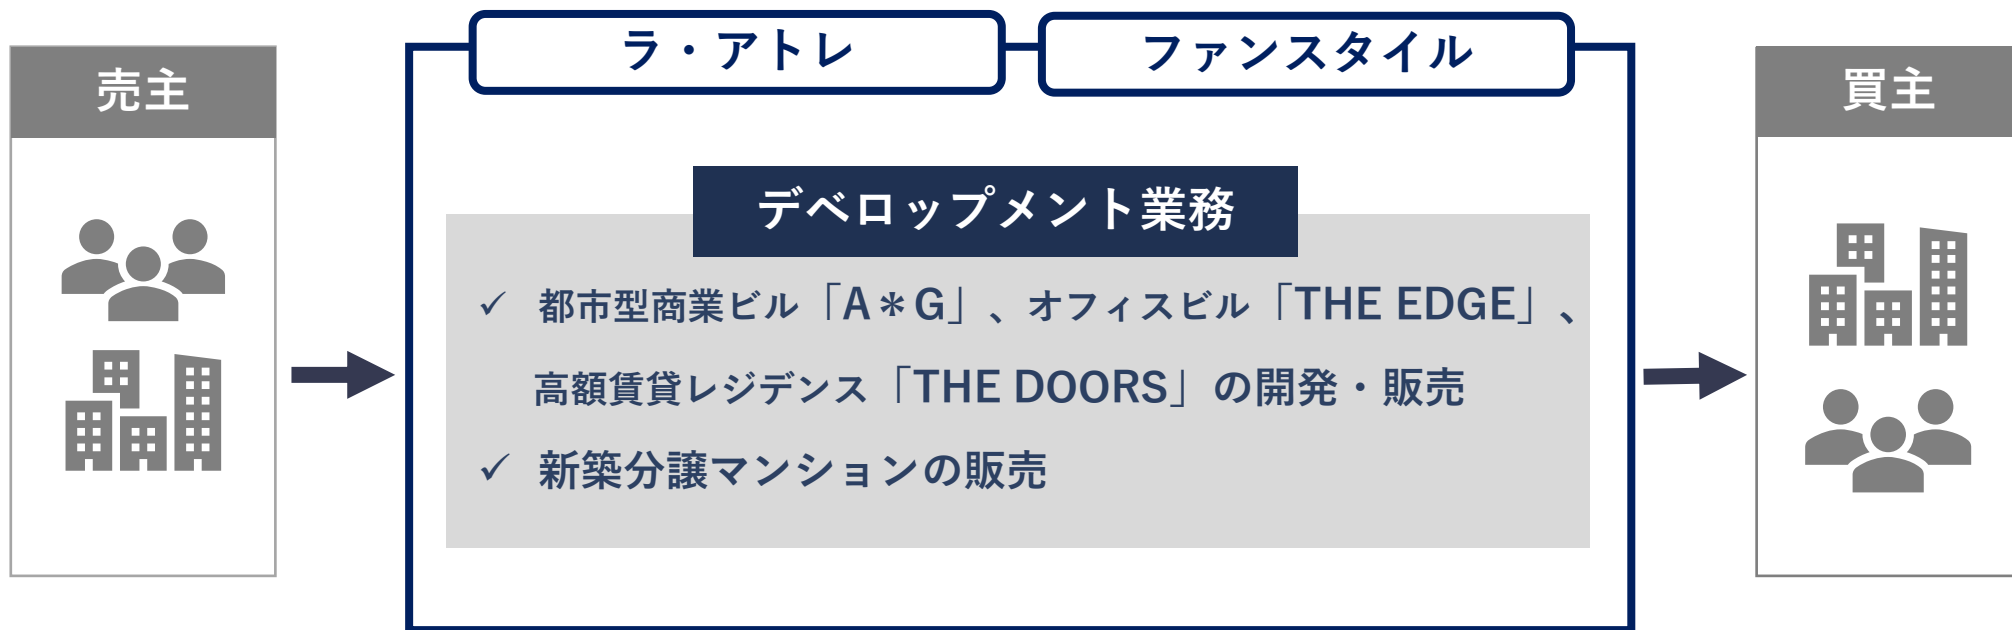 売主
ラ・アトレ
ファンスタイル
買主
デベロップメント業務
✓ 都市型商業ビル「A＊G」、オフィスビル「THE EDGE」、
高額賃貸レジデンス「THE DOORS」の開発・販売
✓ 新築分譲マンションの販売